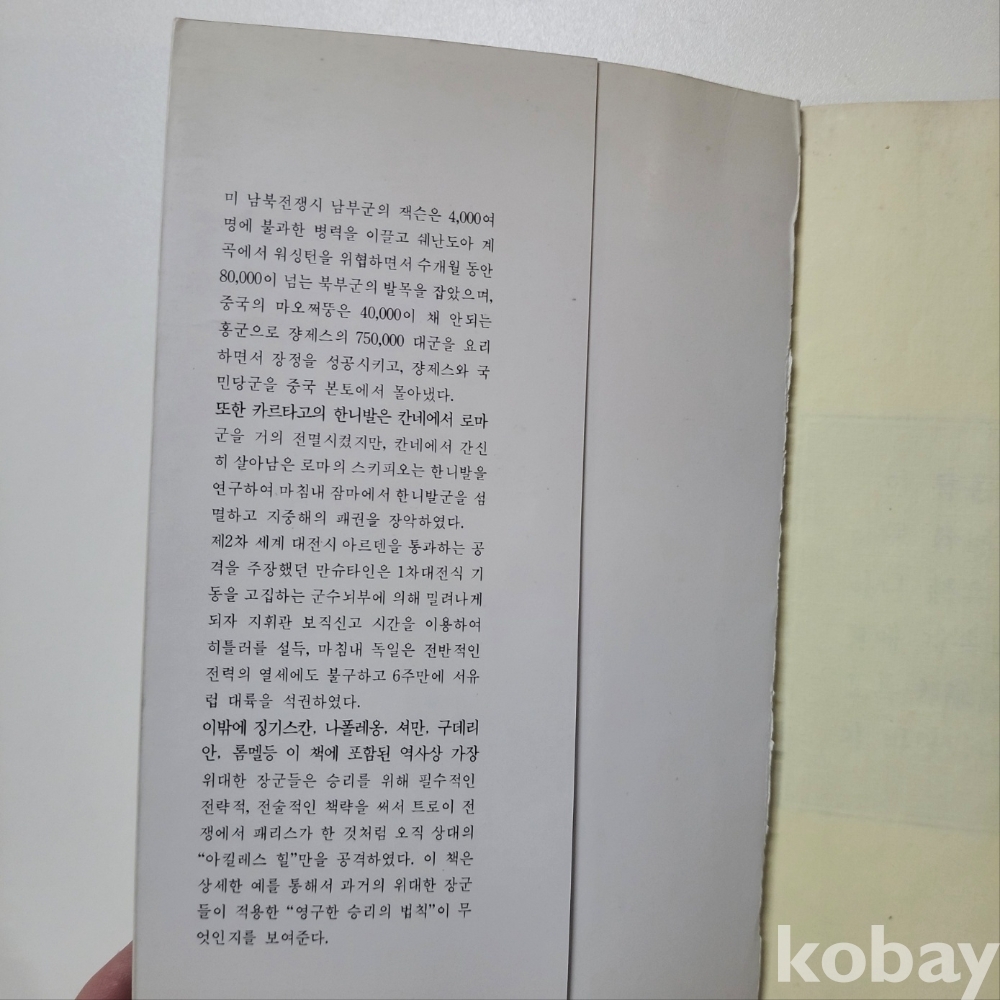 미 남북전쟁시 남부군의 잭슨은 4,000여
명에 불과한 병력을 이끌고 쉐난도아 계
곡에서 워싱턴을 위협하면서 수개월 동안
80,000이 넘는 북부군의 발목을 잡았으며,
중국의 마오쩌뚱은 40,000이 채 안되는
홍군으로 쟝제스의 750,000 대군을 요리
하면서 장정을 성공시키고, 쟝제스와 국
민당군을 중국 본토에서 몰아냈다.
또한 카르타고의 한니발은 칸네에서 로마
군을 거의 전멸시켰지만, 칸네에서 간신
히 살아남은 로마의 스키피오는 한니발을
연구하여 마침내 잠마에서 한니발군을 섬
멸하고 지중해의 패권을 장악하였다.
제2차 세계 대전시 아르덴을 통과하는 공
격을 주장했던 만슈타인은 1차대전식 기
동을 고집하는 군수뇌부에 의해 밀려나게
되자 지휘관 보직신고 시간을 이용하여
히틀러를 설득, 마침내 독일은 전반적인
전력의 열세에도 불구하고 6주만에 서유
럽 대륙을 석권하였다.
이밖에 징기스칸, 나폴레옹, 셔만, 구데리
안, 롬멜등 이 책에 포함된 역사상 가장
위대한 장군들은 승리를 위해 필수적인
전략적, 전술적인 책략을 써서 트로이 전
쟁에서 패리스가 한 것처럼 오직 상대의
“아킬레스 힐”만을 공격하였다. 이 책은
상세한 예를 통해서 과거의 위대한 장군
들이 적용한 “영구한 승리의 법칙”이 무
엇인지를 보여준다.
kobay